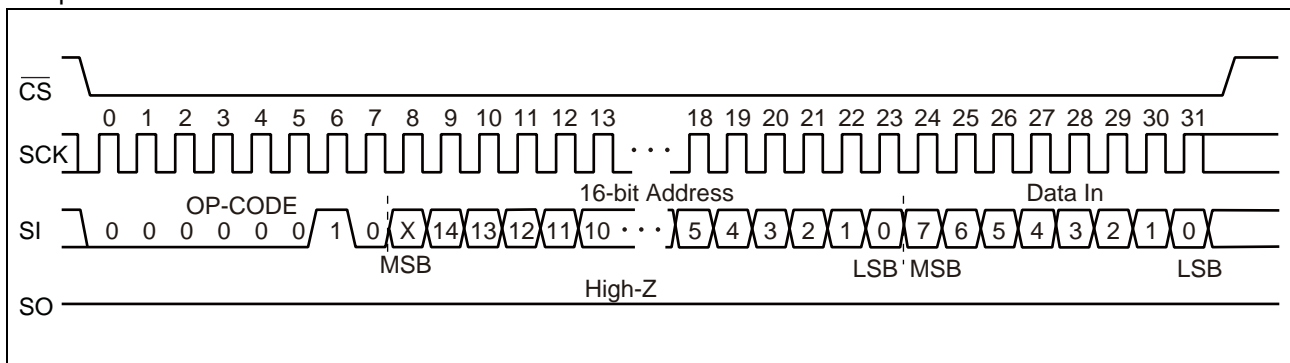 CS
0 1 2 3 4 5 6 7 8 9 10 11 12 13 18 19 20 21 22 23 24 25 26 27 28 29 30 31
SCK ···
OP-CODE 16-bit Address Data In
SI 0 0 0 0 0 0 1 0 X 14 13 12 11 10 ··· 5 4 3 2 1 0 7 6 5 4 3 2 1 0
MSB LSB MSB LSB
High-Z
SO